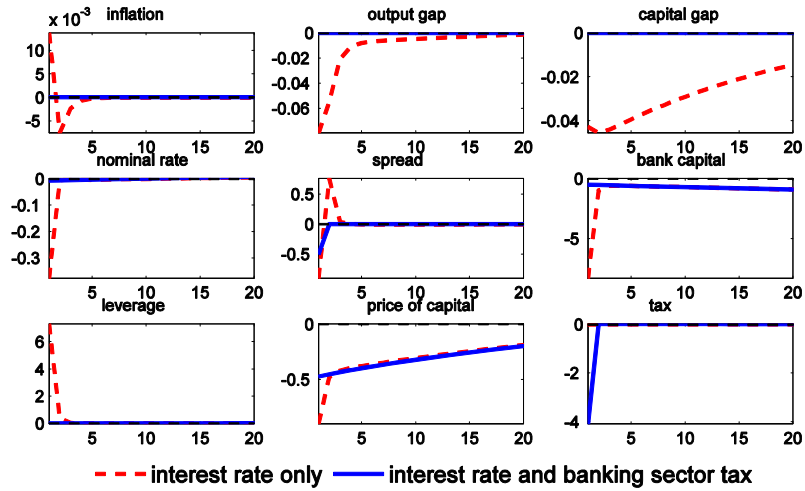 inflation output gap capital gap
x 10⁻³
10
5
0
-5
5 10 15 20
0
-0.02
-0.04
-0.06
5 10 15 20
0
-0.02
-0.04
5 10 15 20
nominal rate spread bank capital
0
-0.1
-0.2
-0.3
5 10 15 20
0.5
0
-0.5
5 10 15 20
0
-5
5 10 15 20
leverage price of capital tax
6
4
2
0
5 10 15 20
0
-0.5
5 10 15 20
0
-2
-4
5 10 15 20
interest rate only interest rate and banking sector tax